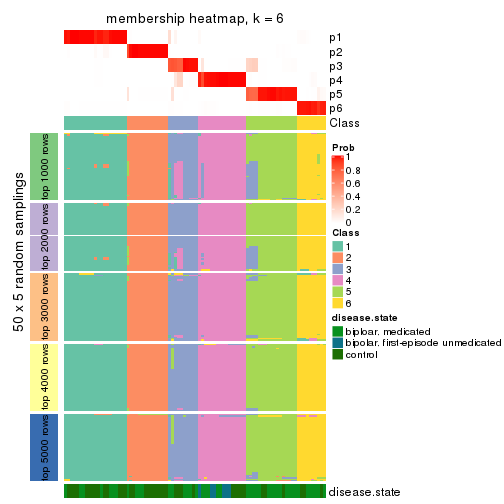 membership heatmap, k = 6
p1
p2
p3
p4
p5
p6
Class
50 x 5 random samplings
top 1000 rows
top 2000 rows
top 3000 rows
top 4000 rows
top 5000 rows
Prob
1
0.8
0.6
0.4
0.2
0
Class
1
2
3
4
5
6
disease.state
biploar, medicated
bipolar, first-episode unmedicated
control
disease.state